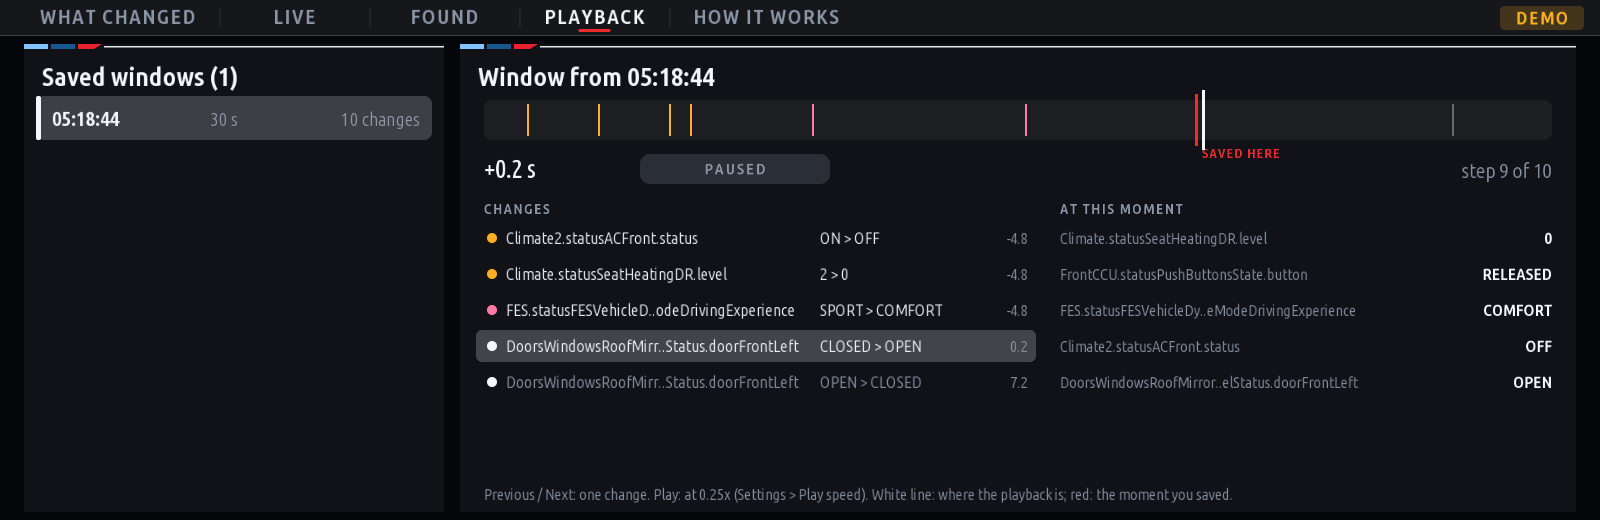 WHAT CHANGED LIVE FOUND PLAYBACK HOW IT WORKS DEMO
Saved windows (1)
05:18:44 30 s 10 changes
Window from 05:18:44
SAVED HERE
+0.2 s PAUSED step 9 of 10
CHANGES
Climate2.statusACFront.status ON > OFF -4.8
Climate.statusSeatHeatingDR.level 2 > 0 -4.8
FES.statusFESVehicleD..odeDrivingExperience SPORT > COMFORT -4.8
DoorsWindowsRoofMirr..Status.doorFrontLeft CLOSED > OPEN 0.2
DoorsWindowsRoofMirr..Status.doorFrontLeft OPEN > CLOSED 7.2
AT THIS MOMENT
Climate.statusSeatHeatingDR.level 0
FrontCCU.statusPushButtonsState.button RELEASED
FES.statusFESVehicleDy..eModeDrivingExperience COMFORT
Climate2.statusACFront.status OFF
DoorsWindowsRoofMirror..elStatus.doorFrontLeft OPEN
Previous / Next: one change. Play: at 0.25x (Settings > Play speed). White line: where the playback is; red: the moment you saved.